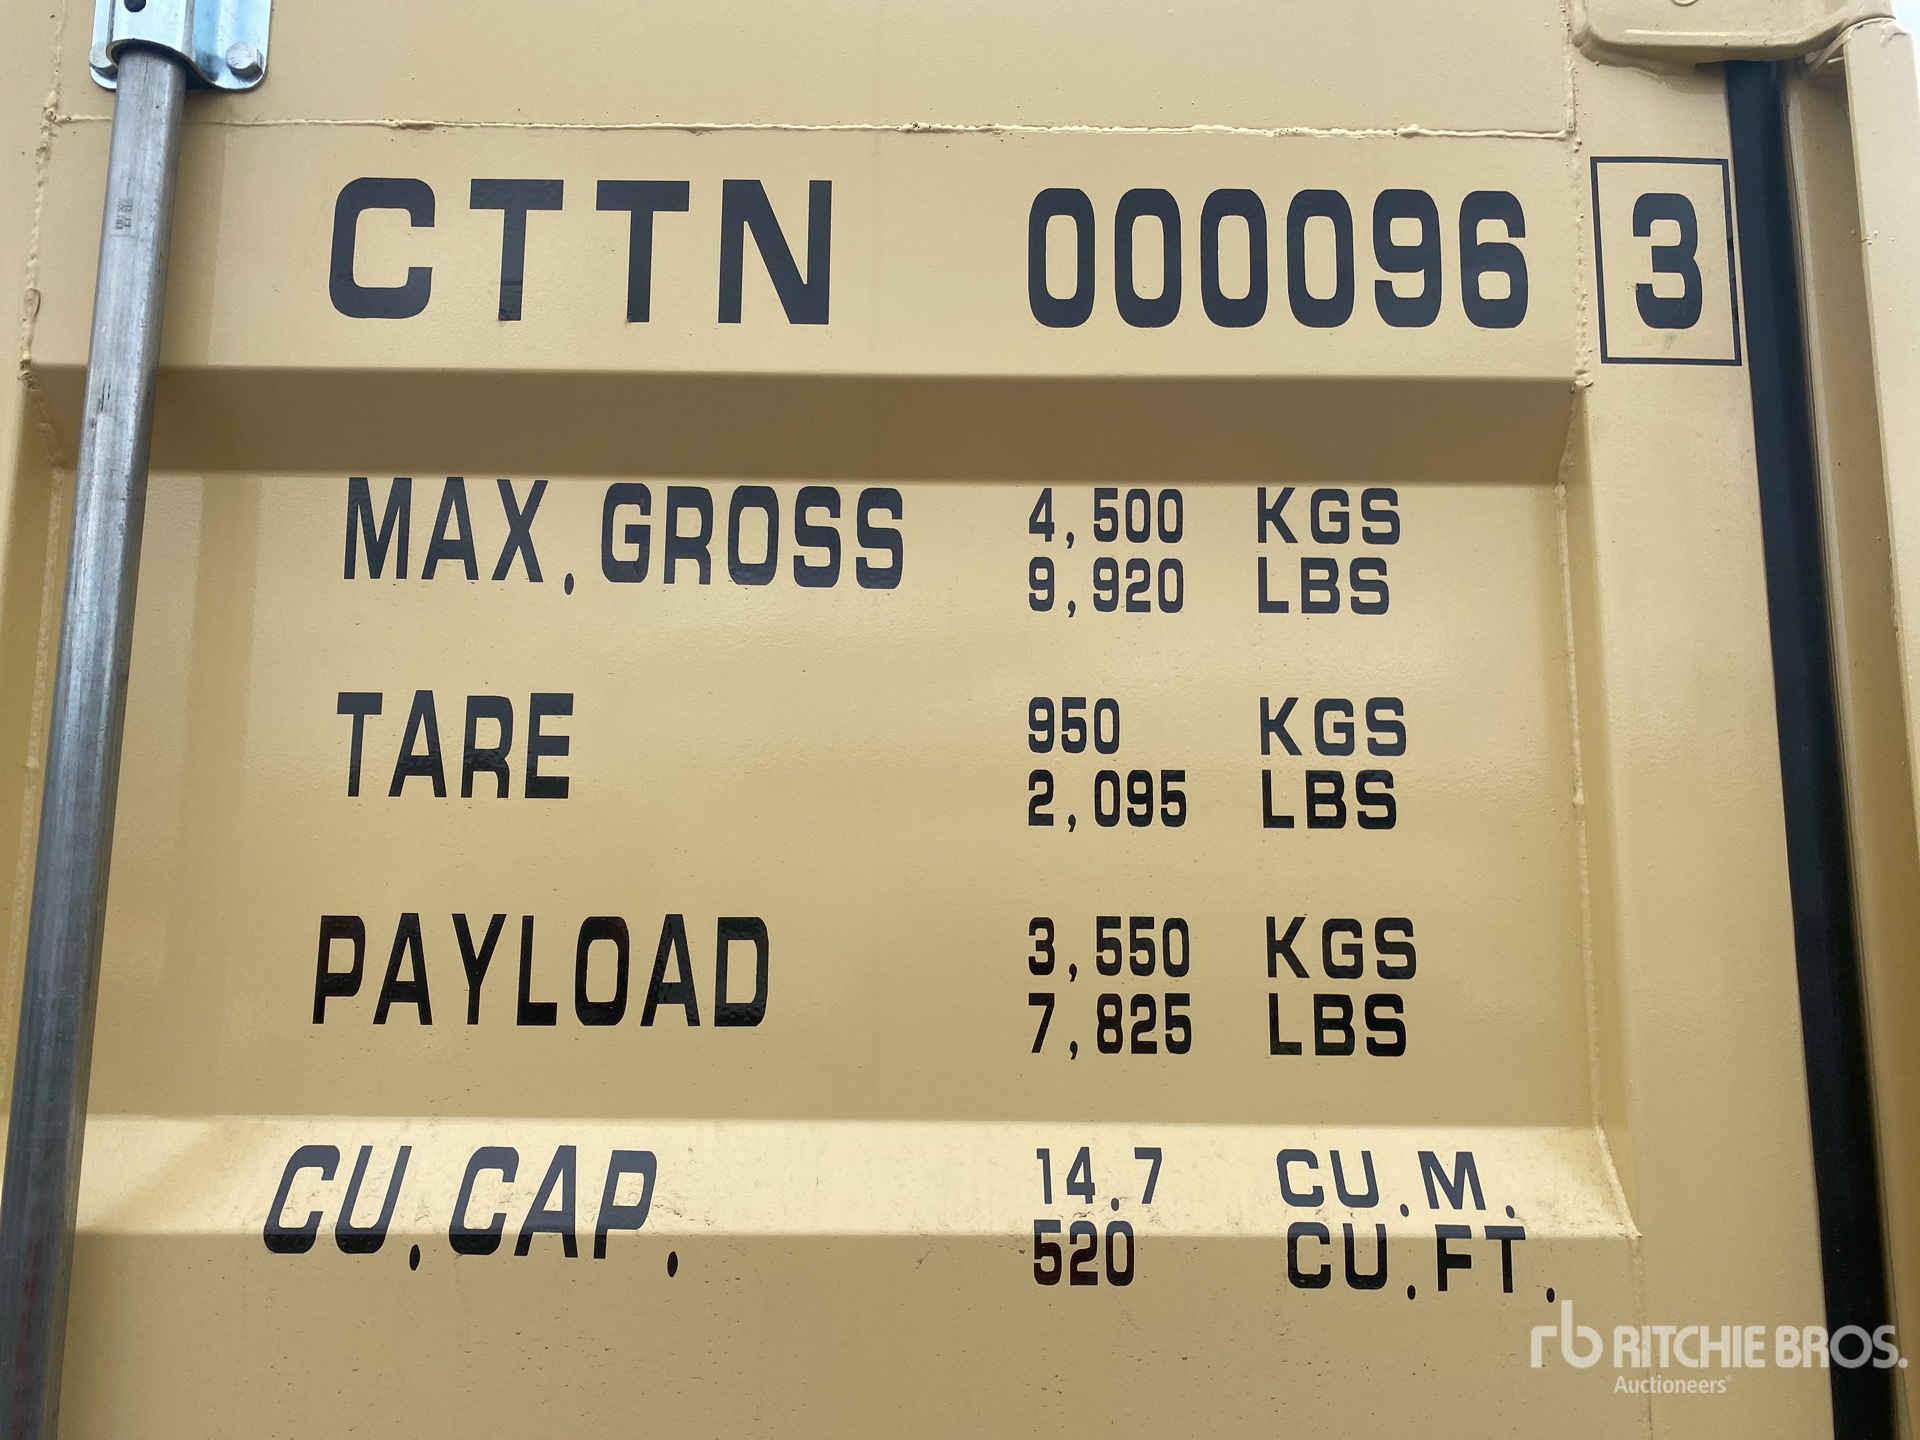 CTTN 000096 3
MAX.GROSS 4,500 KGS
9,920 LBS
TARE 950 KGS
2,095 LBS
PAYLOAD 3,550 KGS
7,825 LBS
CU.CAP. 14.7 CU.M.
520 CU.FT.
rb RITCHIE BROS.
Auctioneers